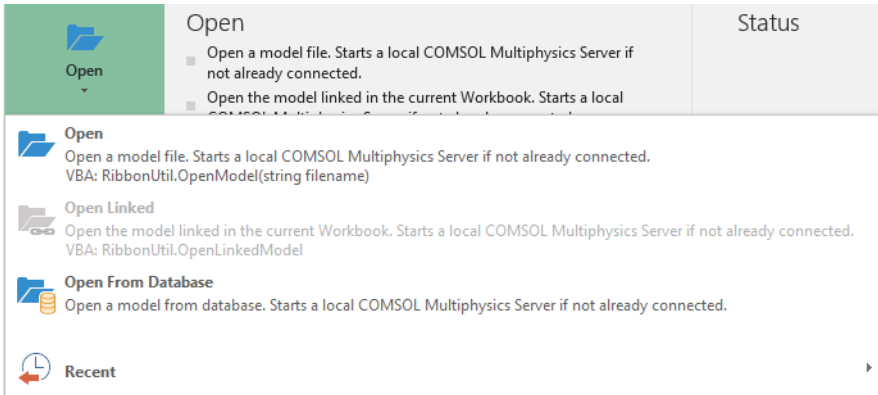 Open
Open
Open a model file. Starts a local COMSOL Multiphysics Server if
not already connected.
Open the model linked in the current Workbook. Starts a local
Status
Open
Open a model file. Starts a local COMSOL Multiphysics Server if not already connected.
VBA: RibbonUtil.OpenModel(string filename)
Open Linked
Open the model linked in the current Workbook. Starts a local COMSOL Multiphysics Server if not already connected.
VBA: RibbonUtil.OpenLinkedModel
Open From Database
Open a model from database. Starts a local COMSOL Multiphysics Server if not already connected.
Recent